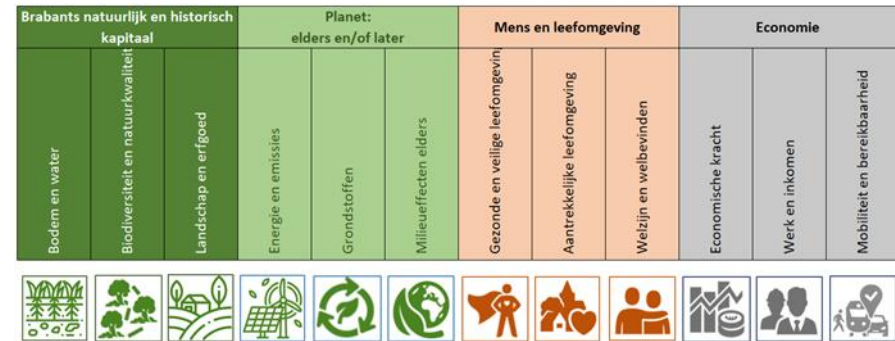 Brabants natuurlijk en historisch
kapitaal
Planet:
elders en/of later
Mens en leefomgeving
Economie
Bodem en water
Biodiversiteit en natuurkwaliteit
Landschap en erfgoed
Energie en emissies
Grondstoffen
Milieueffecten elders
Gezonde en veilige leefomgeving
Aantrekkelijke leefomgeving
Welzijn en welbevinden
Economische kracht
Werk en inkomen
Mobiliteit en bereikbaarheid